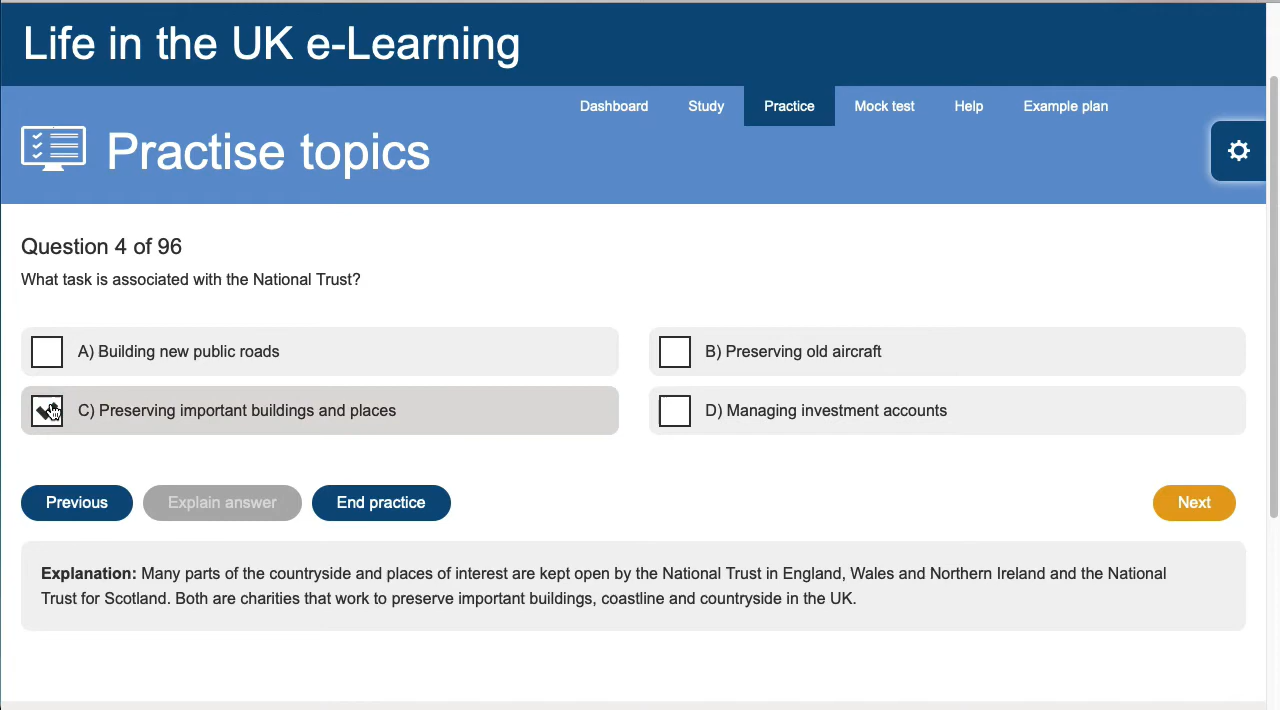 Life in the UK e-Learning
Dashboard Study Practice Mock test Help Example plan
Practise topics
Question 4 of 96
What task is associated with the National Trust?
A) Building new public roads
B) Preserving old aircraft
C) Preserving important buildings and places
D) Managing investment accounts
Previous Explain answer End practice Next
Explanation: Many parts of the countryside and places of interest are kept open by the National Trust in England, Wales and Northern Ireland and the National
Trust for Scotland. Both are charities that work to preserve important buildings, coastline and countryside in the UK.